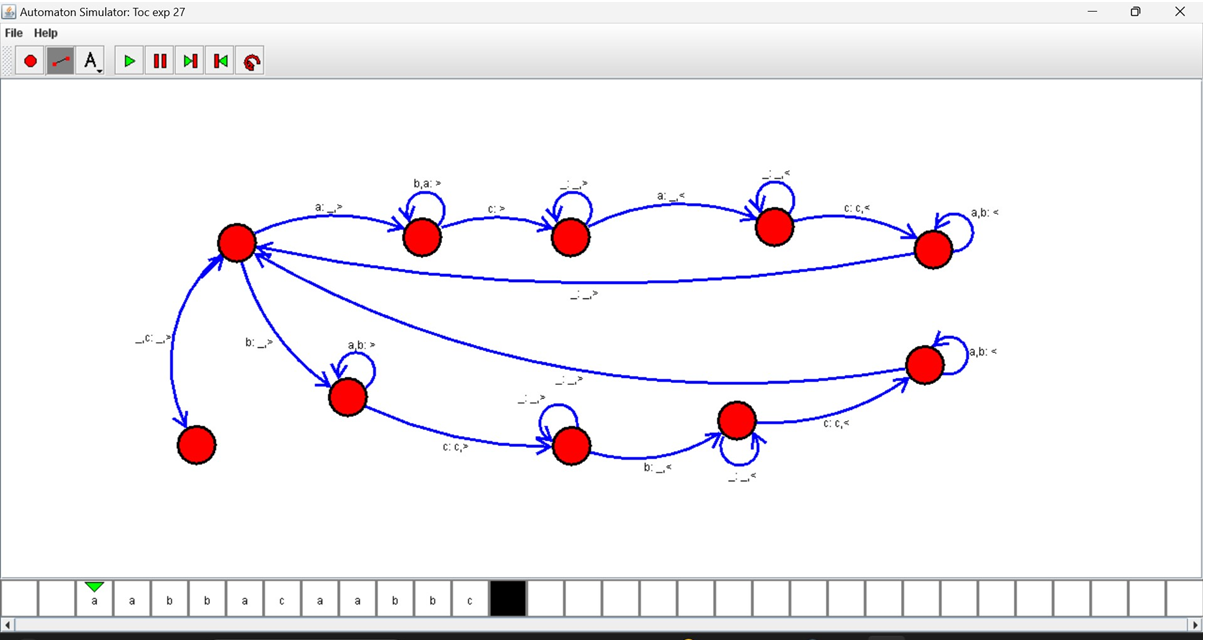 Automaton Simulator: Toc exp 27
File Help
A
b,a: >
_: _,>
_: _,<
a: _,>
c: >
a: _,<
c: c,<
a,b: <
_: _,>
_,c: _,>
b: _,>
a,b: >
a,b: <
_: _,>
_: _,>
c: c,<
c: c,>
b: _,<
_: _,<
a a b b a c a a b b c